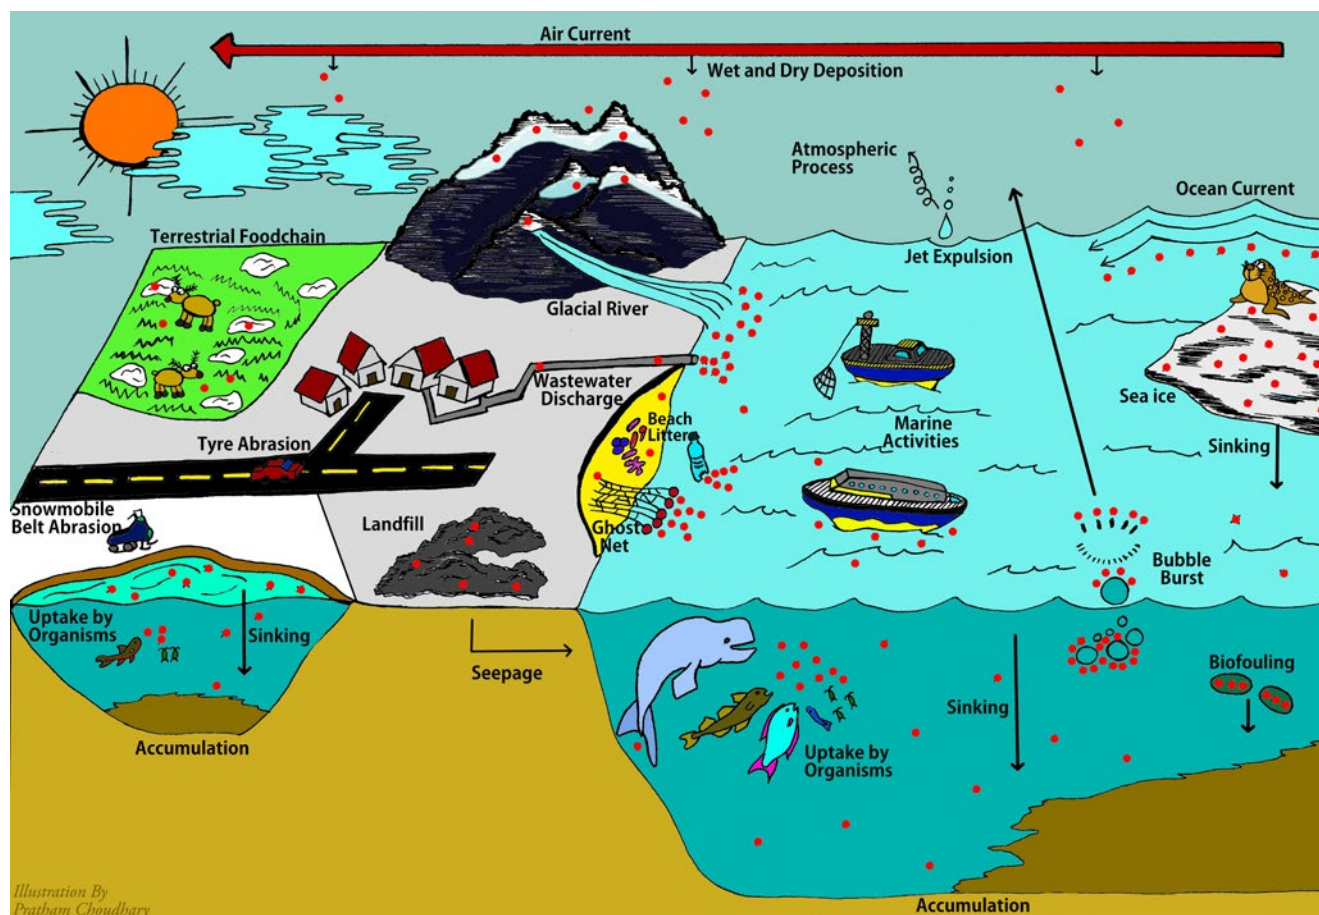 Air Current
Wet and Dry Deposition
Atmospheric
Process
Ocean Current
Terrestrial Foodchain
Jet Expulsion
Glacial River
Wastewater
Discharge
Sea ice
Beach
Litter
Marine
Activities
Tyre Abrasion
Sinking
Snowmobile
Belt Abrasion
Landfill
Ghost
Net
Bubble
Burst
Uptake by
Organisms
Sinking
Seepage
Biofouling
Sinking
Accumulation
Uptake by
Organisms
Illustration By
Pratham Choudhary
Accumulation